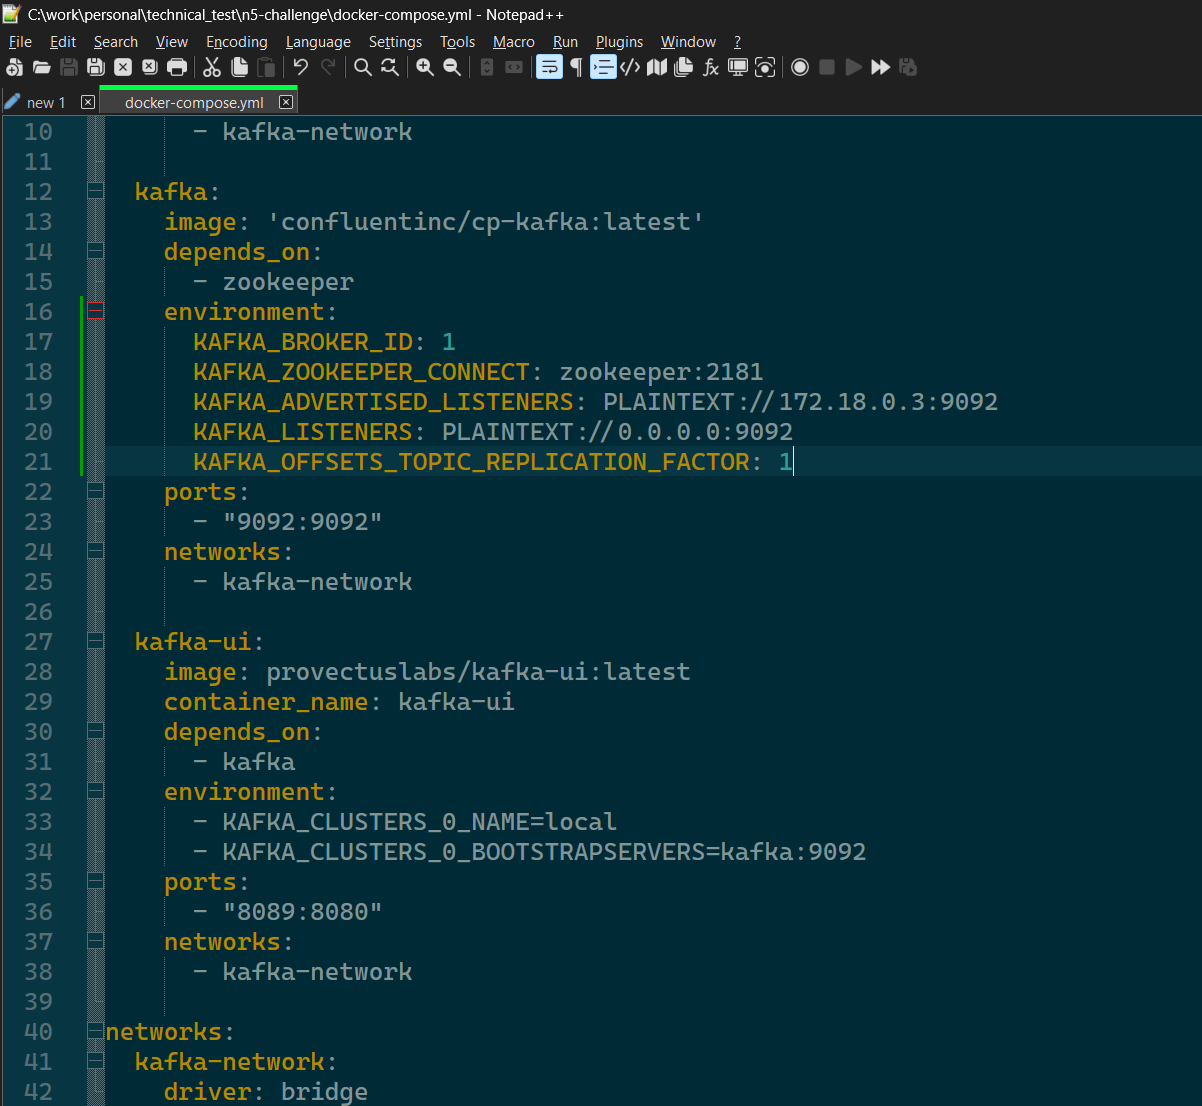 C:\work\personal\technical_test\n5-challenge\docker-compose.yml - Notepad++
File Edit Search View Encoding Language Settings Tools Macro Run Plugins Window ?
new 1 docker-compose.yml
10 - kafka-network
11
12 kafka:
13 image: 'confluentinc/cp-kafka:latest'
14 depends_on:
15 - zookeeper
16 environment:
17 KAFKA_BROKER_ID: 1
18 KAFKA_ZOOKEEPER_CONNECT: zookeeper:2181
19 KAFKA_ADVERTISED_LISTENERS: PLAINTEXT://172.18.0.3:9092
20 KAFKA_LISTENERS: PLAINTEXT://0.0.0.0:9092
21 KAFKA_OFFSETS_TOPIC_REPLICATION_FACTOR: 1
22 ports:
23 - "9092:9092"
24 networks:
25 - kafka-network
26
27 kafka-ui:
28 image: provectuslabs/kafka-ui:latest
29 container_name: kafka-ui
30 depends_on:
31 - kafka
32 environment:
33 - KAFKA_CLUSTERS_0_NAME=local
34 - KAFKA_CLUSTERS_0_BOOTSTRAPSERVERS=kafka:9092
35 ports:
36 - "8089:8080"
37 networks:
38 - kafka-network
39
40 networks:
41 kafka-network:
42 driver: bridge